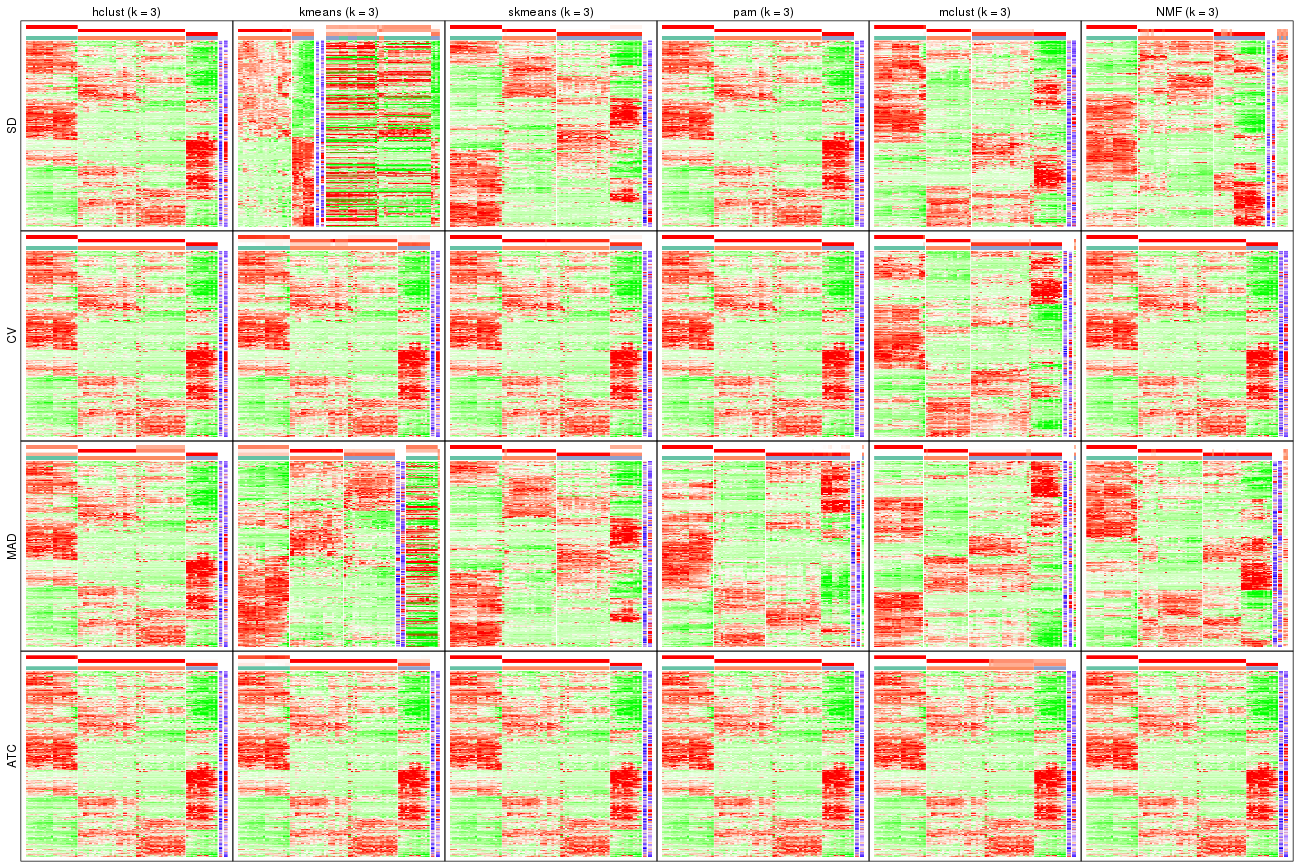 hclust (k = 3) kmeans (k = 3) skmeans (k = 3) pam (k = 3) mclust (k = 3) NMF (k = 3)
SD
CV
MAD
ATC